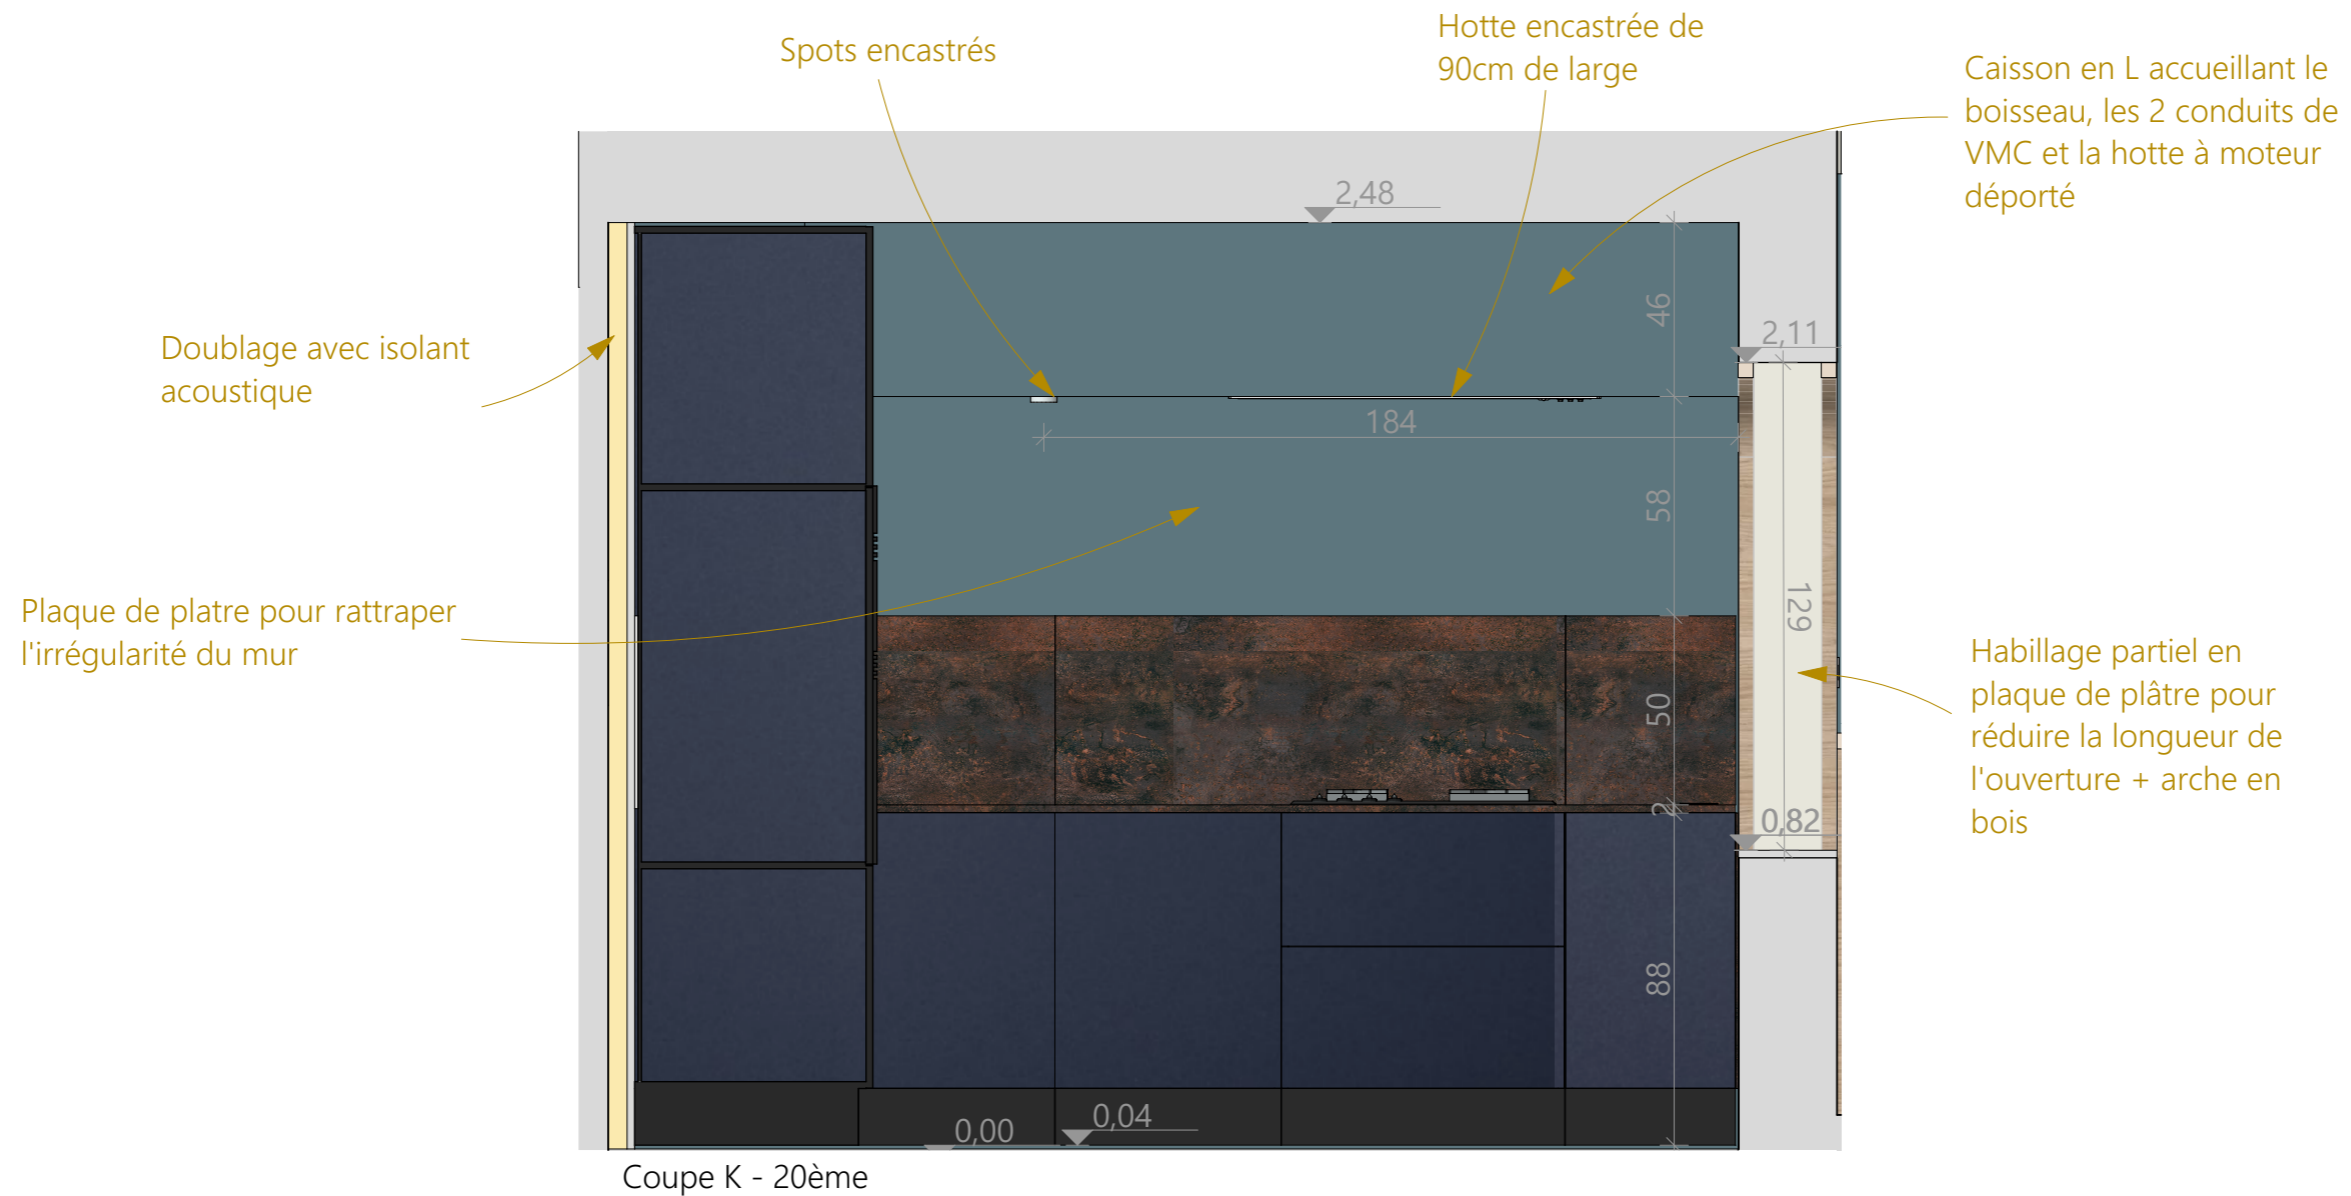 Spots encastrés
Hotte encastrée de
90cm de large
Caisson en L accueillant le
boisseau, les 2 conduits de
VMC et la hotte à moteur
déporté
2,48
46
2,11
Doublage avec isolant
acoustique
184
58
129
Plaque de platre pour rattraper
l'irrégularité du mur
Habillage partiel en
plaque de plâtre pour
réduire la longueur de
l'ouverture + arche en
bois
50
2
0,82
88
0,00
0,04
Coupe K - 20ème